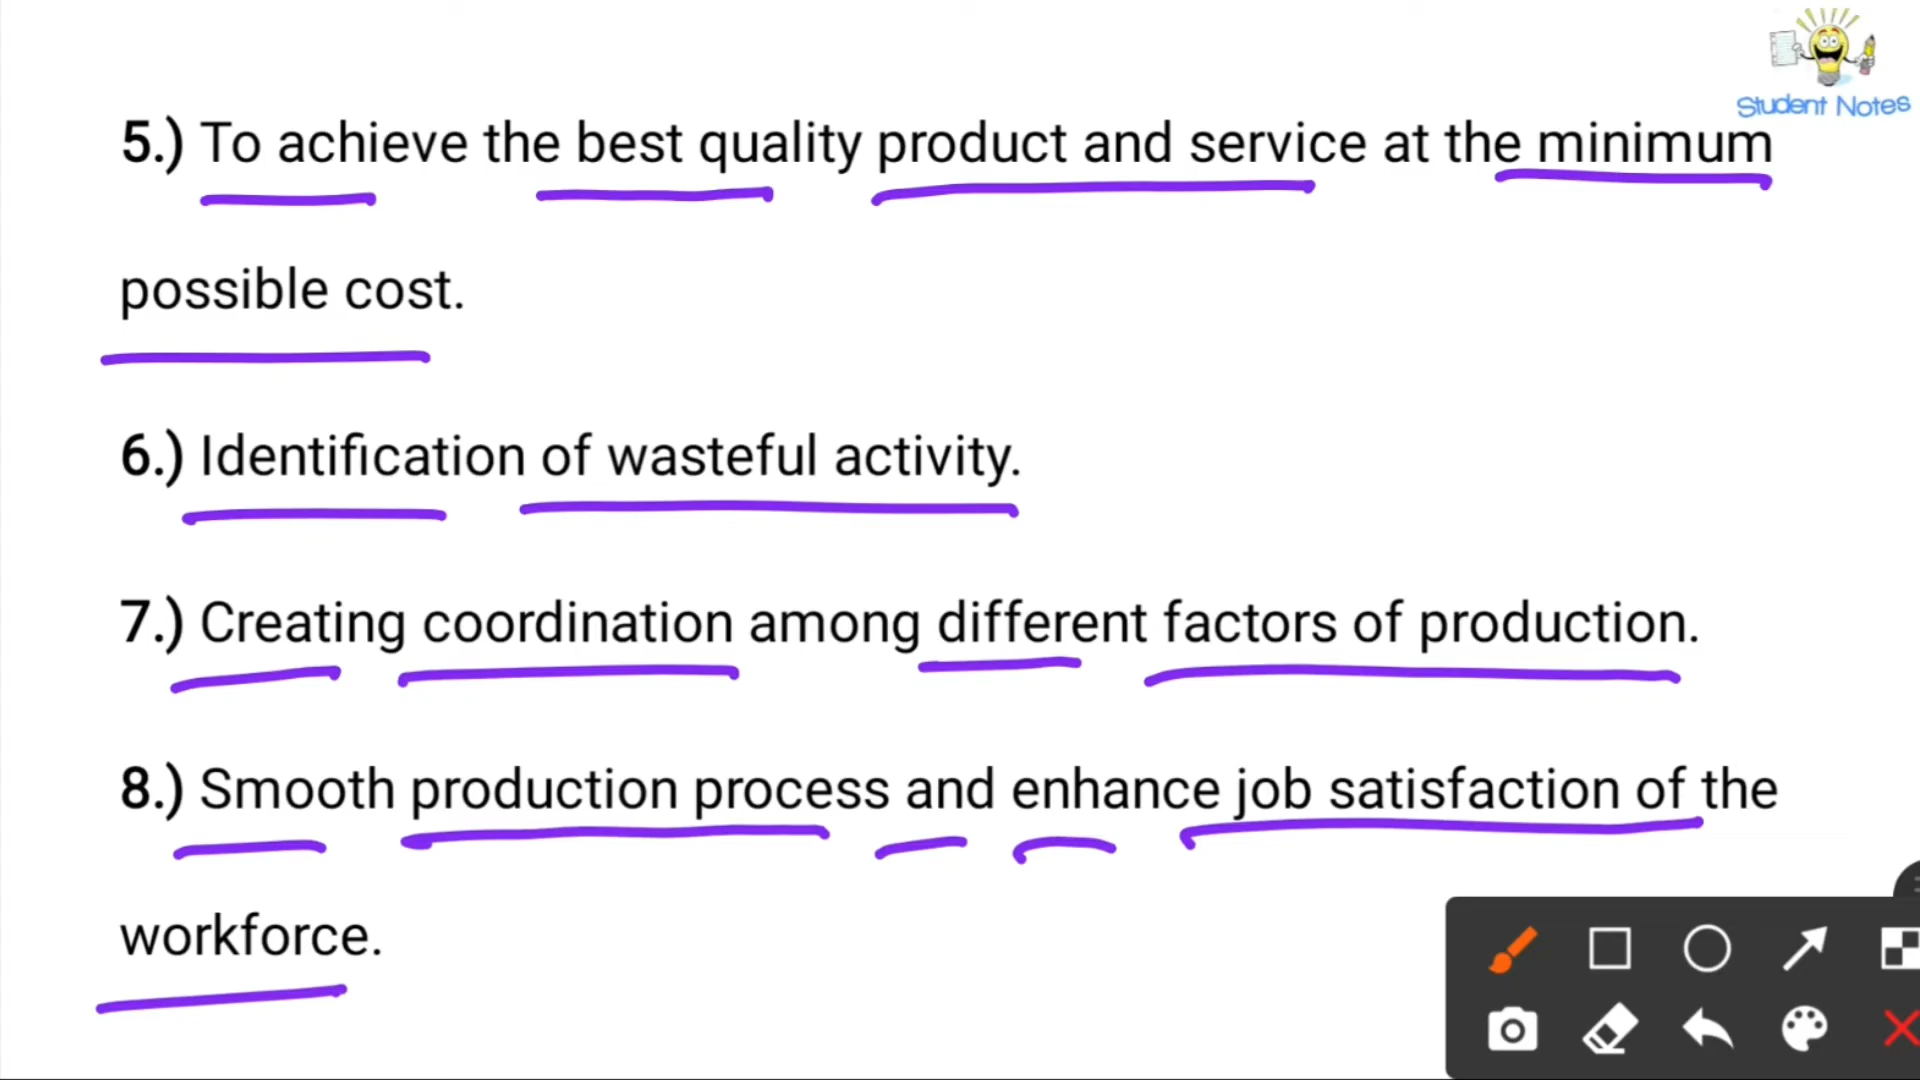 Student Notes
5.) To achieve the best quality product and service at the minimum
possible cost.
6.) Identification of wasteful activity.
7.) Creating coordination among different factors of production.
8.) Smooth production process and enhance job satisfaction of the
workforce.